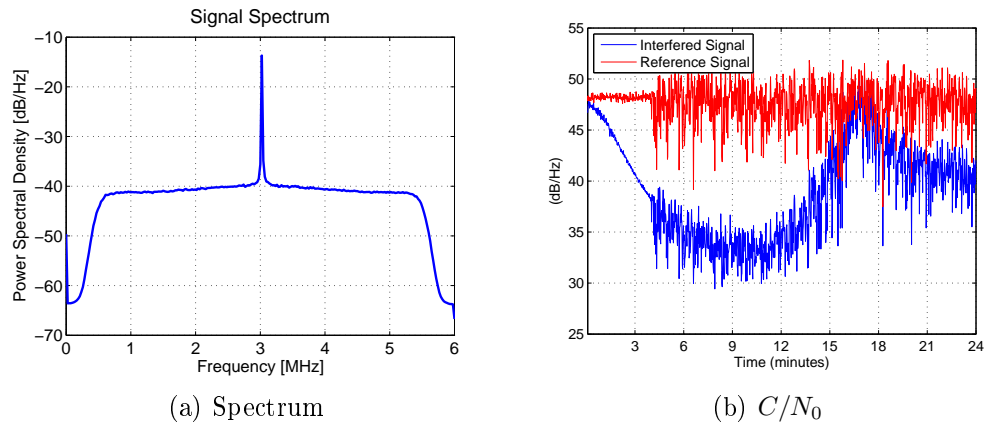 Signal Spectrum
Power Spectral Density [dB/Hz]
−10
−20
−30
−40
−50
−60
−70
0 1 2 3 4 5 6
Frequency [MHz]
(a) Spectrum
Interfered Signal
Reference Signal
(dB/Hz)
55
50
45
40
35
30
25
3 6 9 12 15 18 21 24
Time (minutes)
(b) C/N₀